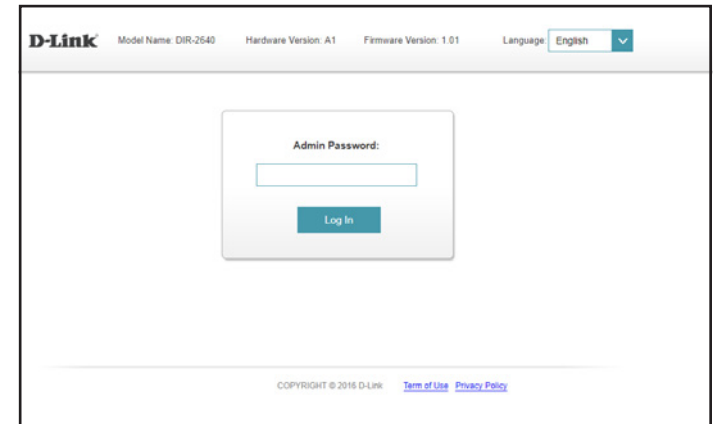 D-Link Model Name: DIR-2640 Hardware Version: A1 Firmware Version: 1.01 Language: English
Admin Password:
Log In
COPYRIGHT © 2016 D-Link Term of Use Privacy Policy